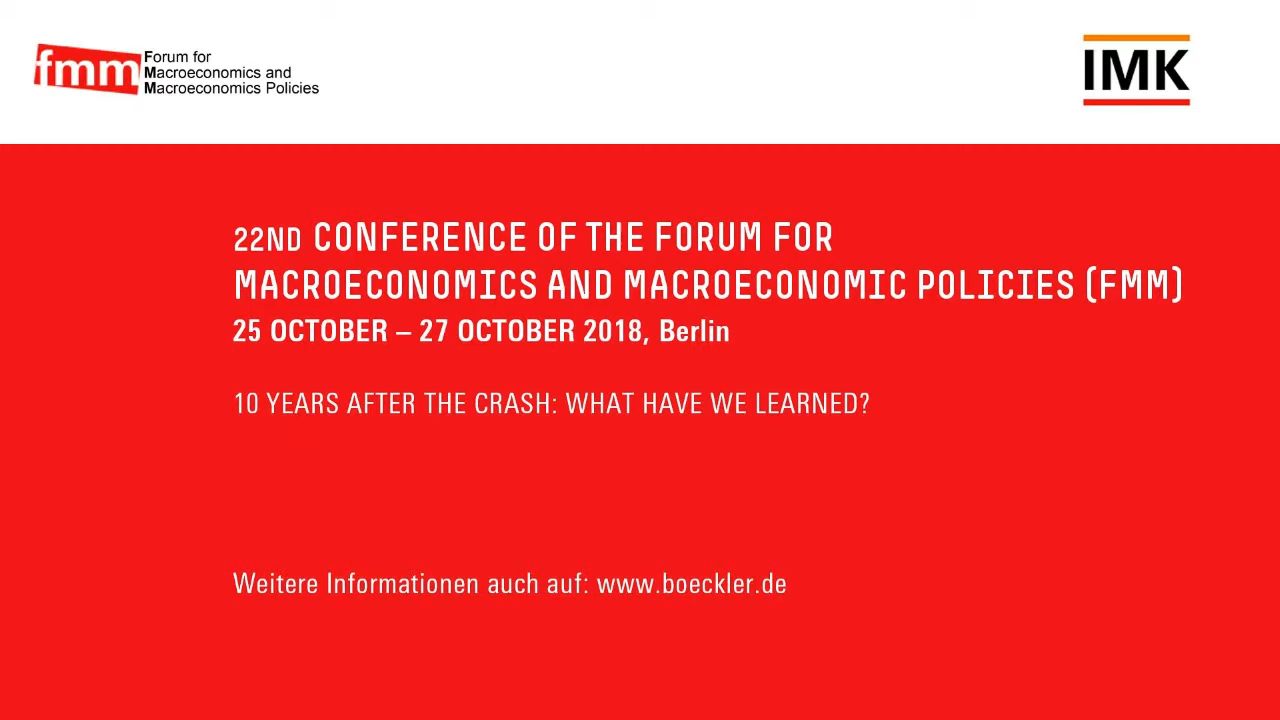 fmm
Forum for
Macroeconomics and
Macroeconomics Policies
IMK
22ND CONFERENCE OF THE FORUM FOR
MACROECONOMICS AND MACROECONOMIC POLICIES (FMM)
25 OCTOBER – 27 OCTOBER 2018, Berlin
10 YEARS AFTER THE CRASH: WHAT HAVE WE LEARNED?
Weitere Informationen auch auf: www.boeckler.de